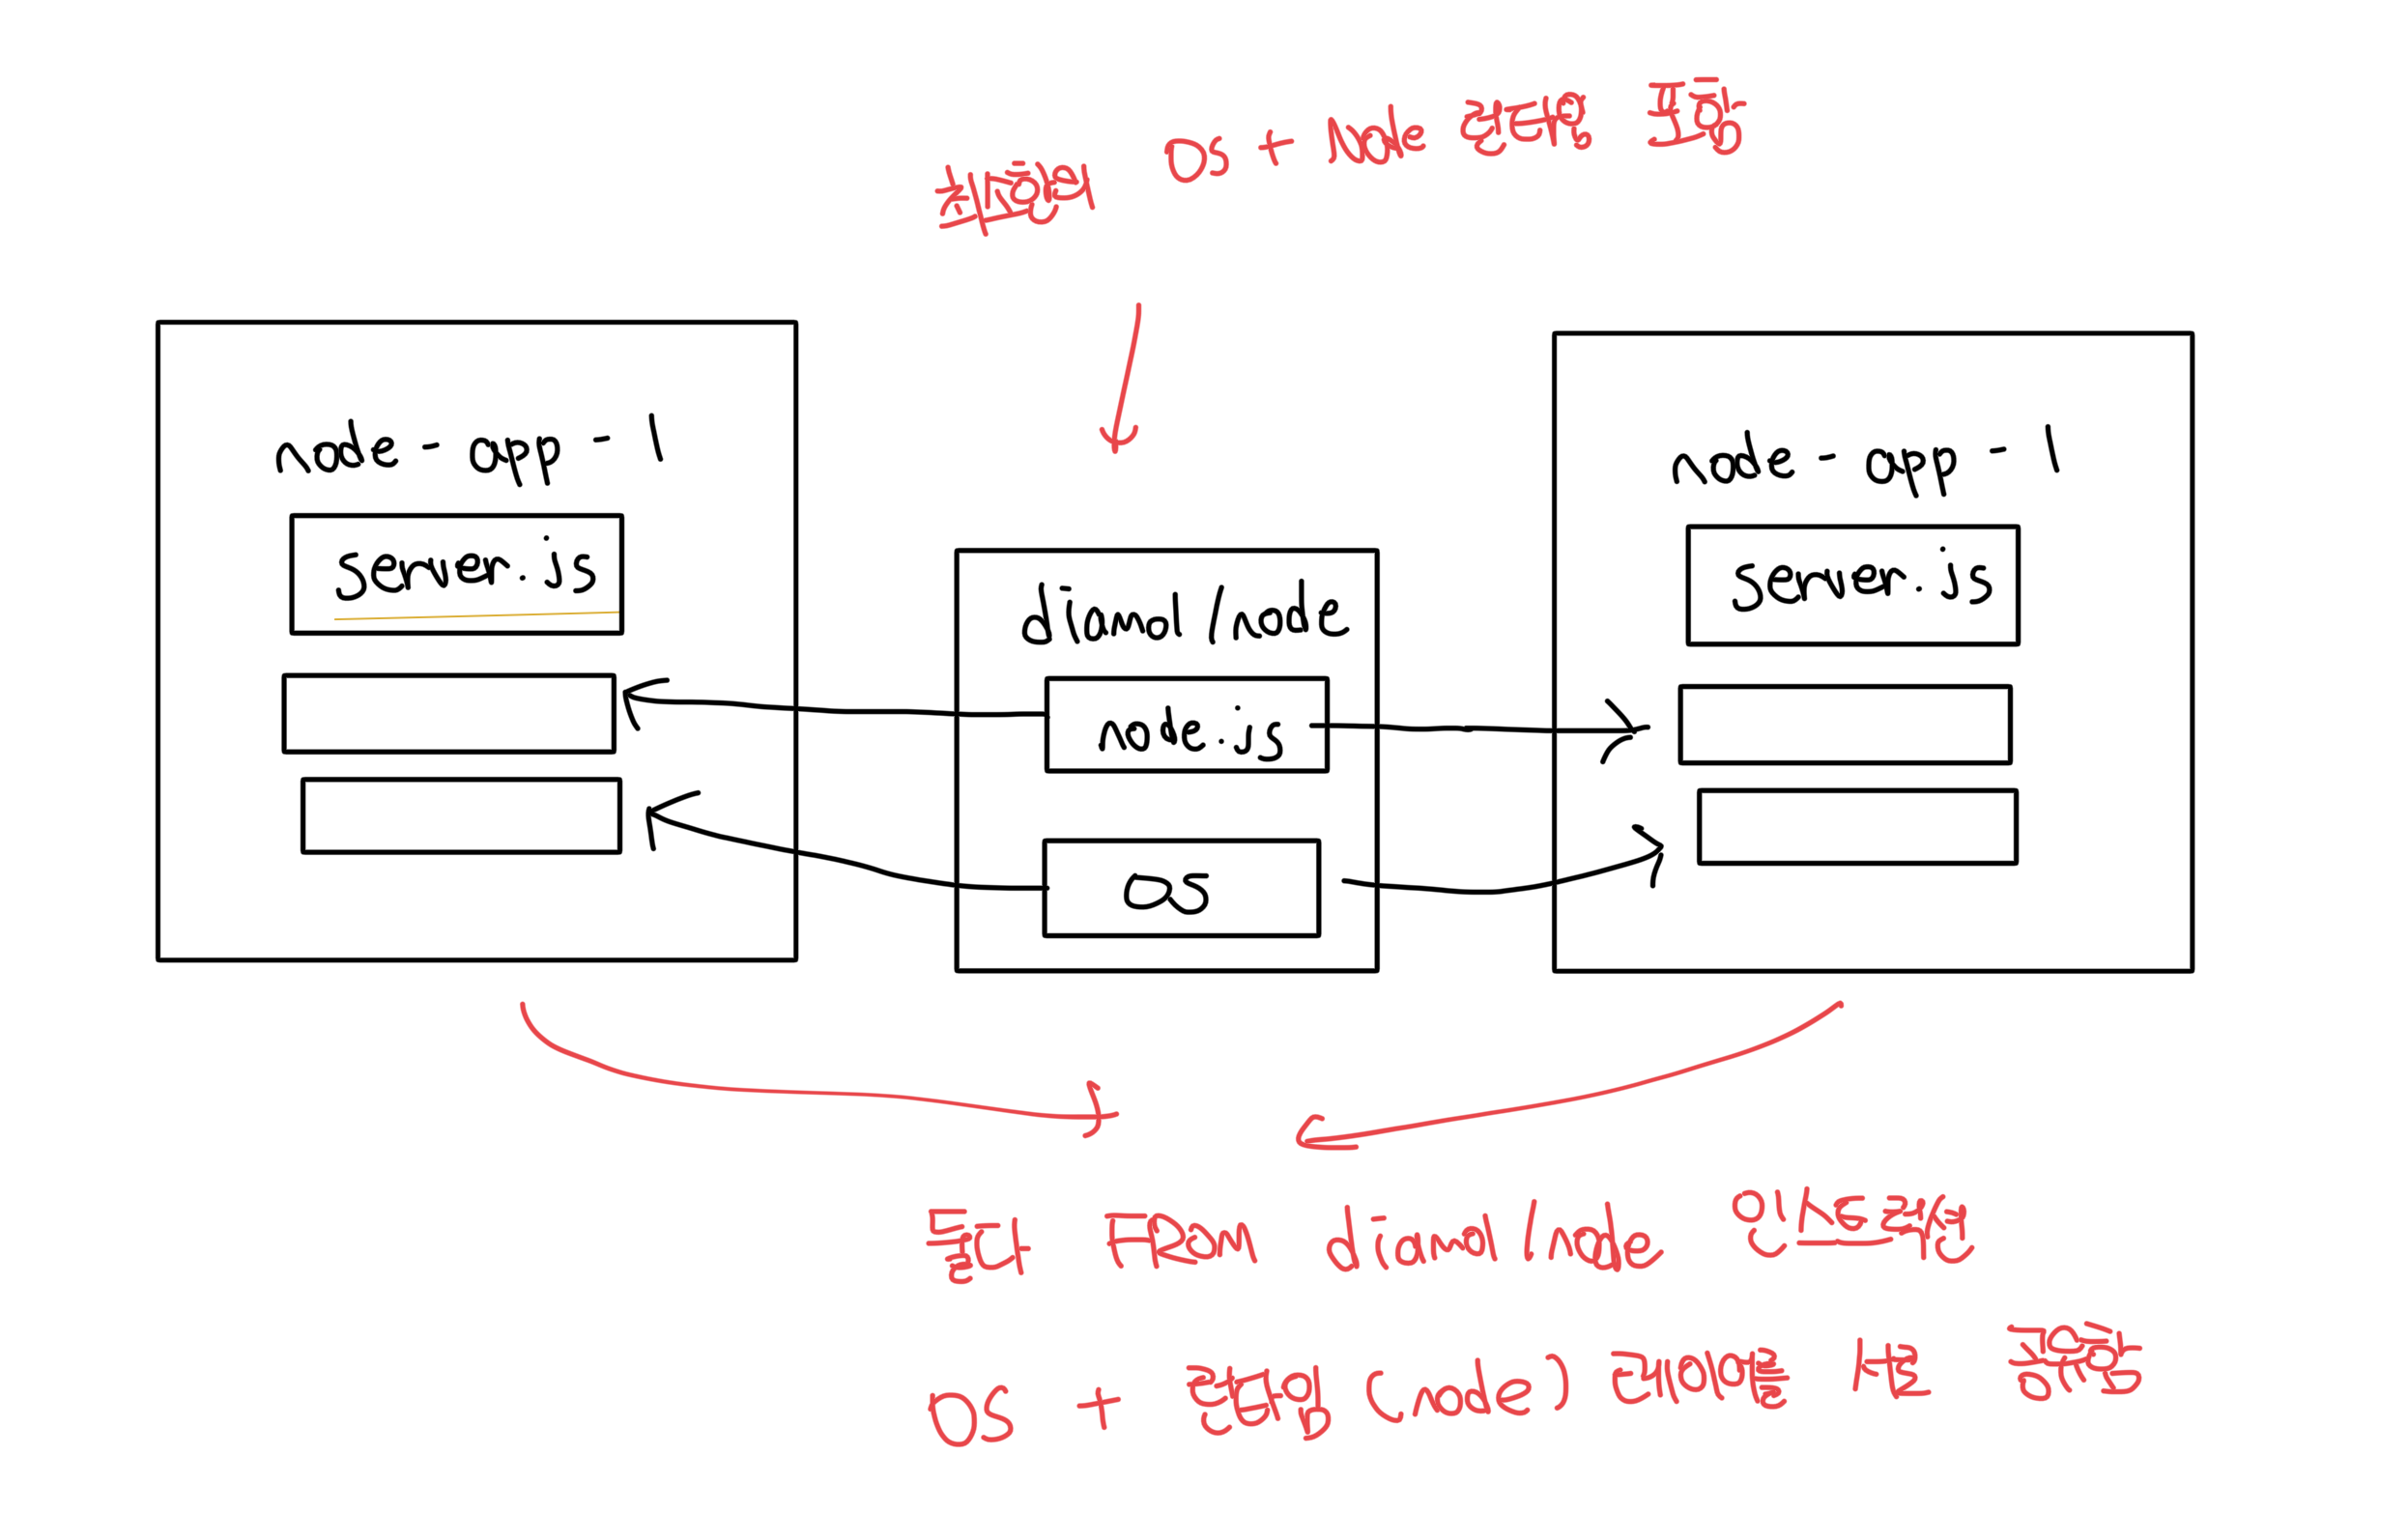 최소한의 OS + Node 런타임 포함
node - app - 1
server.js
diamol/node
node.js
OS
node - app - 1
server.js
둘다 FROM diamol/node 인스트럭션
OS + 런타임 (node) 레이어를 서로 공유함